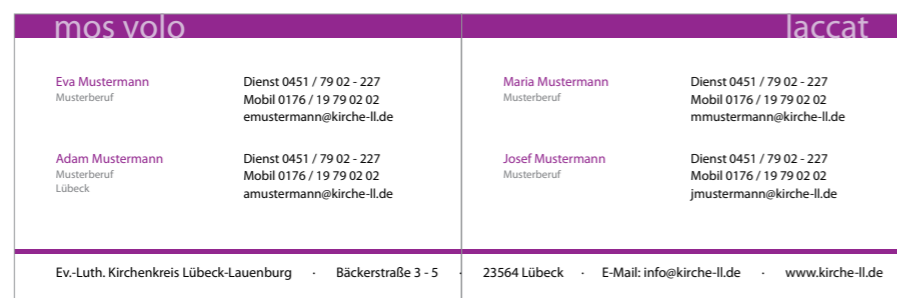 mos volo
laccat
Eva Mustermann
Musterberuf
Dienst 0451 / 79 02 - 227
Mobil 0176 / 19 79 02 02
emustermann@kirche-ll.de
Adam Mustermann
Musterberuf
Lübeck
Dienst 0451 / 79 02 - 227
Mobil 0176 / 19 79 02 02
amustermann@kirche-ll.de
Maria Mustermann
Musterberuf
Dienst 0451 / 79 02 - 227
Mobil 0176 / 19 79 02 02
mmustermann@kirche-ll.de
Josef Mustermann
Musterberuf
Dienst 0451 / 79 02 - 227
Mobil 0176 / 19 79 02 02
jmustermann@kirche-ll.de
Ev.-Luth. Kirchenkreis Lübeck-Lauenburg · Bäckerstraße 3 - 5 · 23564 Lübeck · E-Mail: info@kirche-ll.de · www.kirche-ll.de